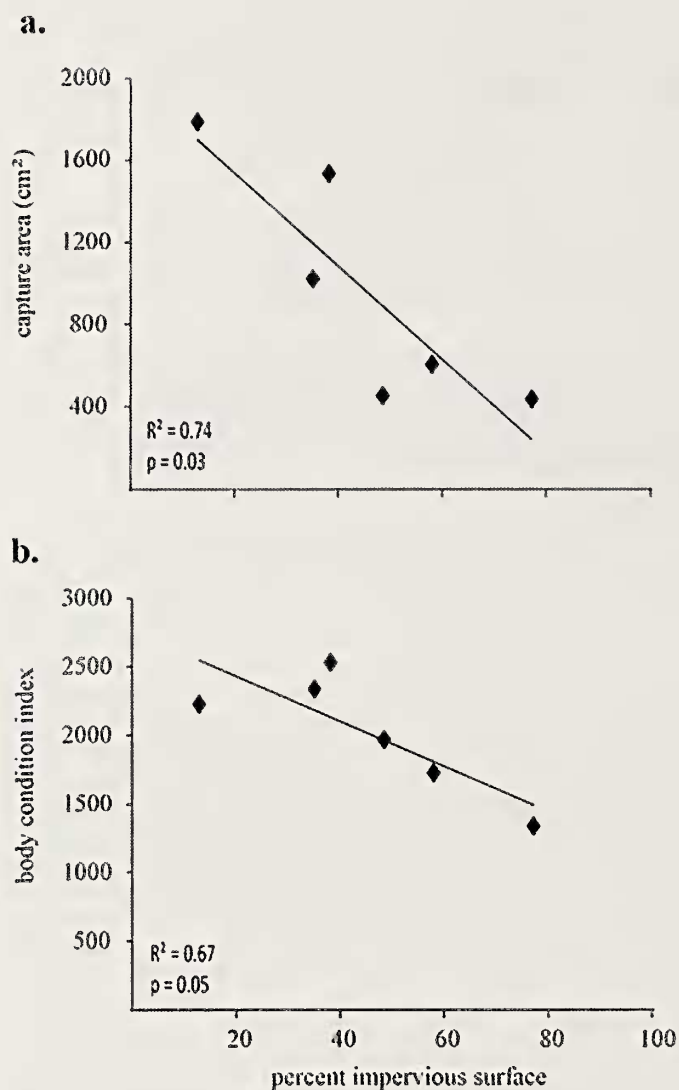 a.
2000
1600
1200
800
400
capture area (cm²)
R² = 0.74
p = 0.03
b.
3000
2500
2000
1500
1000
500
body condition index
R² = 0.67
p = 0.05
20 40 60 80 100
percent impervious surface